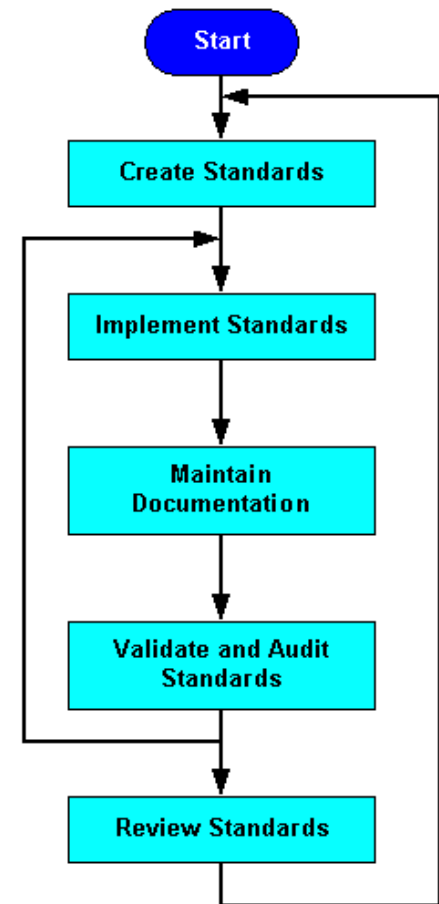 Start
Create Standards
Implement Standards
Maintain
Documentation
Validate and Audit
Standards
Review Standards